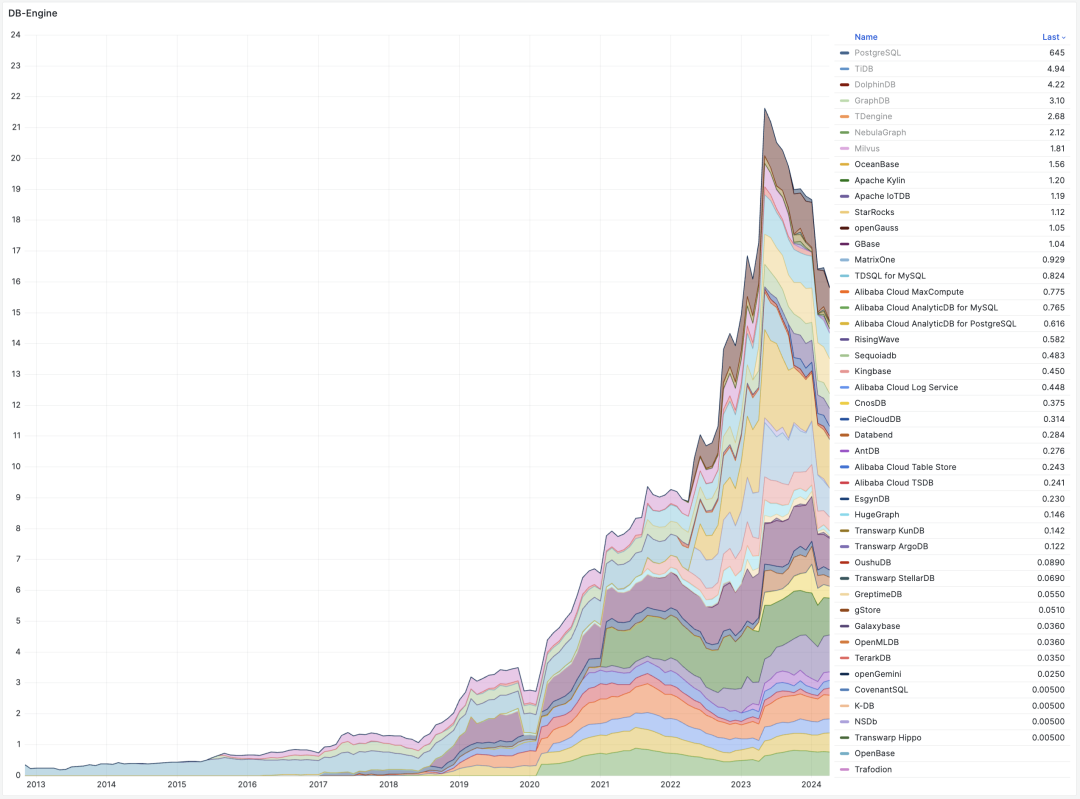 DB-Engine
24
23
22
21
20
19
18
17
16
15
14
13
12
11
10
9
8
7
6
5
4
3
2
1
0
2013 2014 2015 2016 2017 2018 2019 2020 2021 2022 2023 2024
Name Last
PostgreSQL 645
TiDB 4.94
DolphinDB 4.22
GraphDB 3.10
TDengine 2.68
NebulaGraph 2.12
Milvus 1.81
OceanBase 1.56
Apache Kylin 1.20
Apache IoTDB 1.19
StarRocks 1.12
openGauss 1.05
GBase 1.04
MatrixOne 0.929
TDSQL for MySQL 0.824
Alibaba Cloud MaxCompute 0.775
Alibaba Cloud AnalyticDB for MySQL 0.765
Alibaba Cloud AnalyticDB for PostgreSQL 0.616
RisingWave 0.582
Sequoiadb 0.483
Kingbase 0.450
Alibaba Cloud Log Service 0.448
CnosDB 0.375
PieCloudDB 0.314
Databend 0.284
AntDB 0.276
Alibaba Cloud Table Store 0.243
Alibaba Cloud TSDB 0.241
EsgynDB 0.230
HugeGraph 0.146
Transwarp KunDB 0.142
Transwarp ArgoDB 0.122
OushuDB 0.0890
Transwarp StellarDB 0.0690
GreptimeDB 0.0550
gStore 0.0510
Galaxybase 0.0360
OpenMLDB 0.0360
TerarkDB 0.0350
openGemini 0.0250
CovenantSQL 0.00500
K-DB 0.00500
NSDb 0.00500
Transwarp Hippo 0.00500
OpenBase
Trafodion